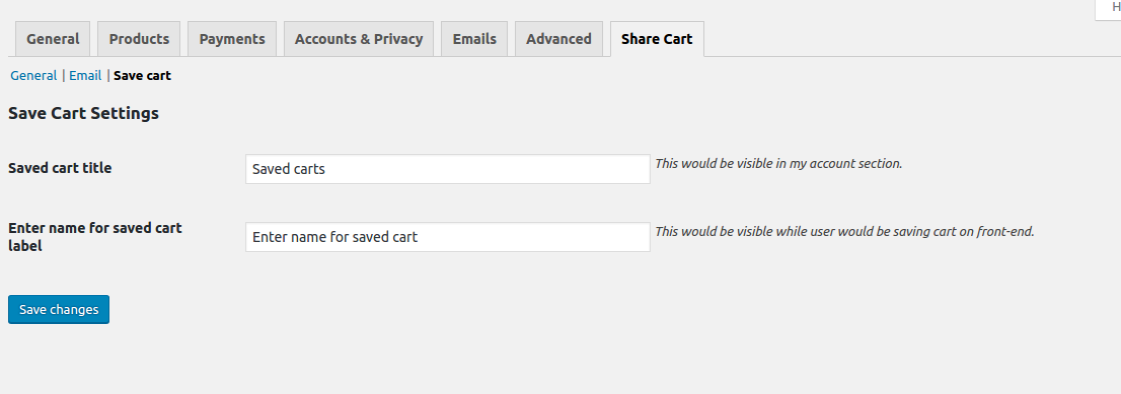 H
General Products Payments Accounts & Privacy Emails Advanced Share Cart
General | Email | Save cart
Save Cart Settings
Saved cart title Saved carts This would be visible in my account section.
Enter name for saved cart label Enter name for saved cart This would be visible while user would be saving cart on front-end.
Save changes